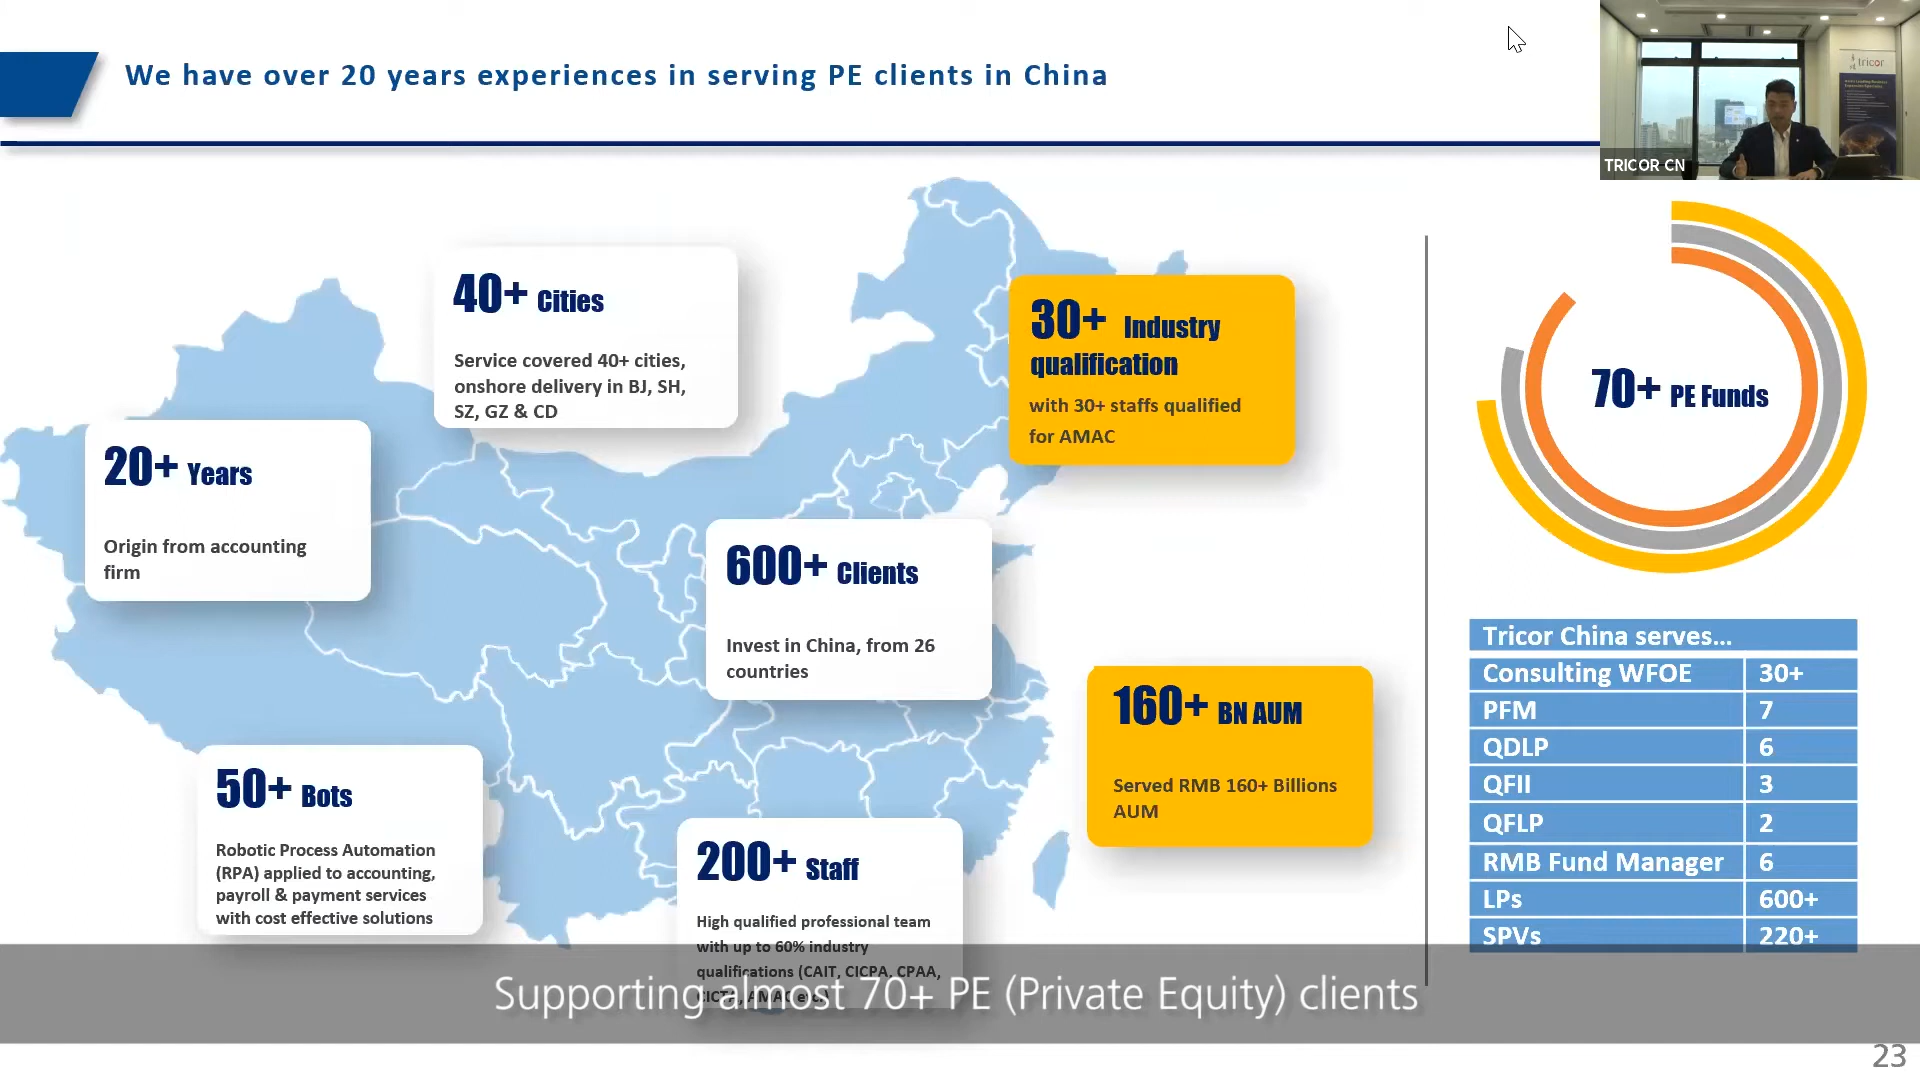 We have over 20 years experiences in serving PE clients in China
tricor
TRICOR CN
40+ Cities
Service covered 40+ cities,
onshore delivery in BJ, SH,
SZ, GZ & CD
30+ Industry
qualification
with 30+ staffs qualified
for AMAC
20+ Years
Origin from accounting
firm
600+ Clients
Invest in China, from 26
countries
160+ BN AUM
Served RMB 160+ Billions
AUM
50+ Bots
Robotic Process Automation
(RPA) applied to accounting,
payroll & payment services
with cost effective solutions
200+ Staff
High qualified professional team
with up to 60% industry
qualifications (CAIT, CICPA, CPAA,
70+ PE Funds
Tricor China serves...
Consulting WFOE 30+
PFM 7
QDLP 6
QFII 3
QFLP 2
RMB Fund Manager 6
LPs 600+
SPVs 220+
Supporting almost 70+ PE (Private Equity) clients
23